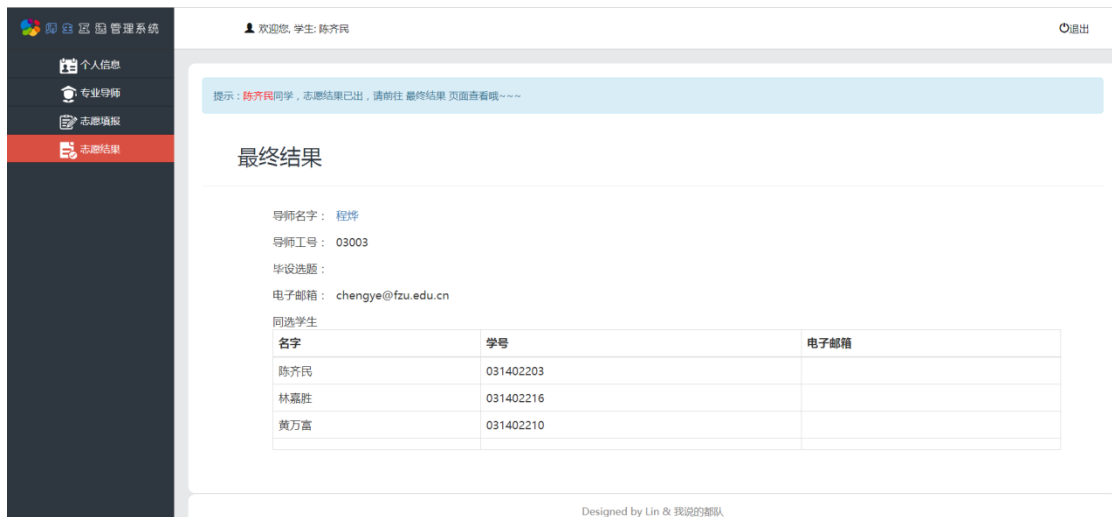 师生互选管理系统
欢迎您, 学生: 陈齐民
退出
个人信息
专业导师
志愿填报
志愿结果
提示：陈齐民同学，志愿结果已出，请前往 最终结果 页面查看哦~~~
最终结果
导师名字： 程烨
导师工号： 03003
毕设选题：
电子邮箱： chengye@fzu.edu.cn
同选学生
名字 学号 电子邮箱
陈齐民 031402203
林嘉胜 031402216
黄万富 031402210
Designed by Lin & 我说的都队